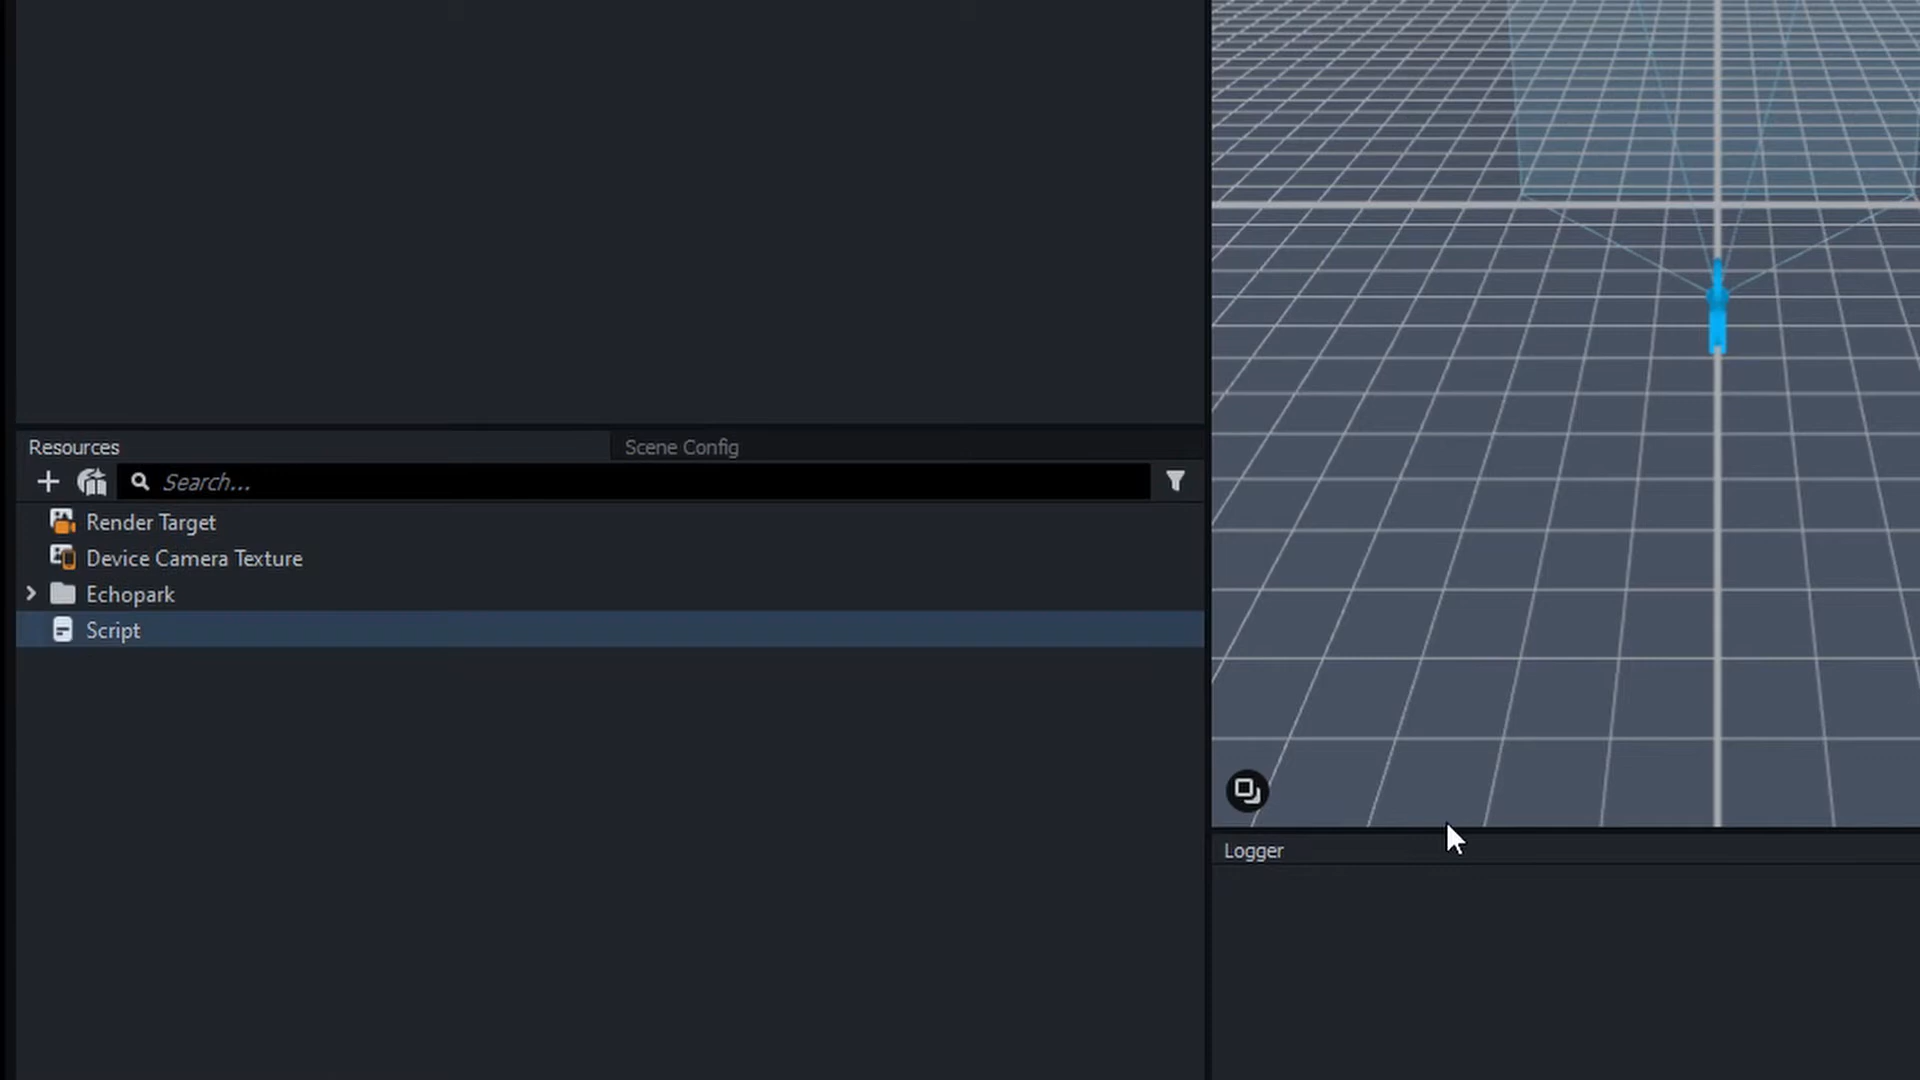 Resources
Scene Config
Search...
Render Target
Device Camera Texture
Echopark
Script
Logger